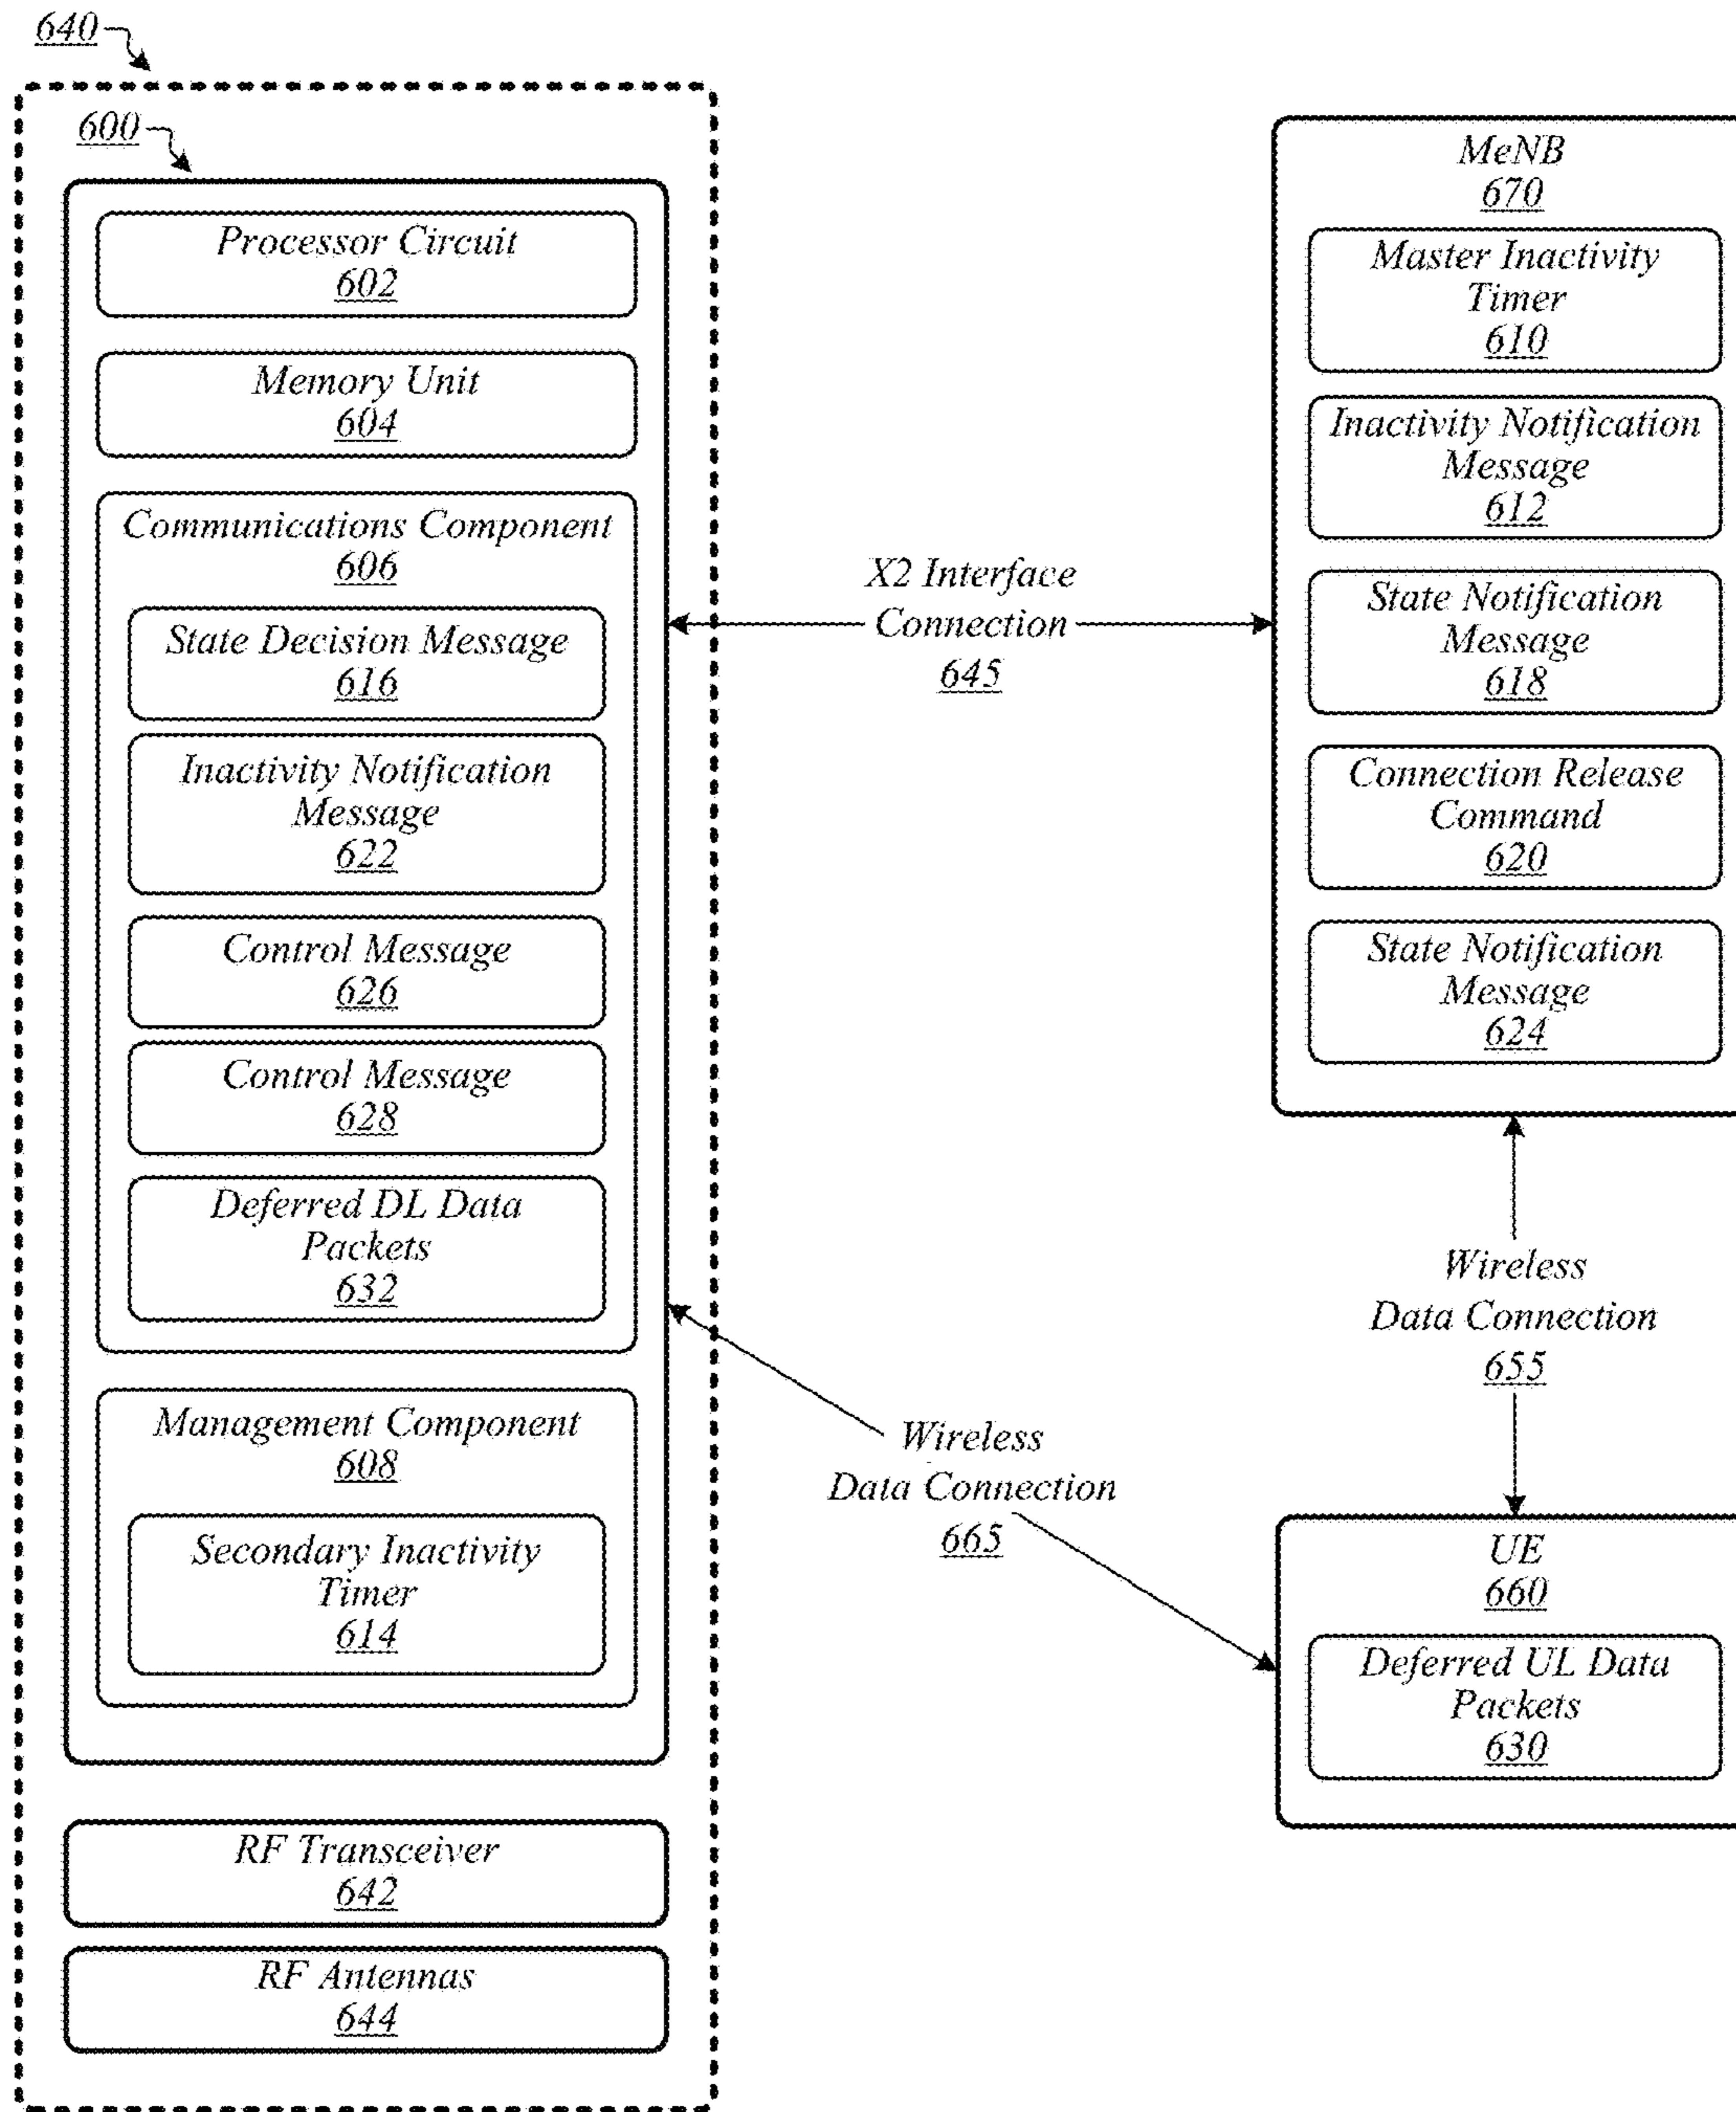 640
600
Processor Circuit
602
Memory Unit
604
Communications Component
606
State Decision Message
616
Inactivity Notification
Message
622
Control Message
626
Control Message
628
Deferred DL Data
Packets
632
Management Component
608
Secondary Inactivity
Timer
614
RF Transceiver
642
RF Antennas
644
X2 Interface
Connection
645
Wireless
Data Connection
665
MeNB
670
Master Inactivity
Timer
610
Inactivity Notification
Message
612
State Notification
Message
618
Connection Release
Command
620
State Notification
Message
624
Wireless
Data Connection
655
UE
660
Deferred UL Data
Packets
630